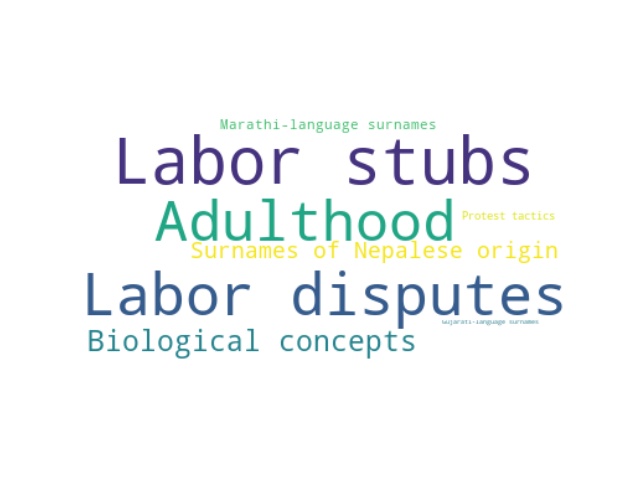 Marathi-language surnames
Labor stubs
Adulthood
Protest tactics
Surnames of Nepalese origin
Labor disputes
Gujarati-language surnames
Biological concepts